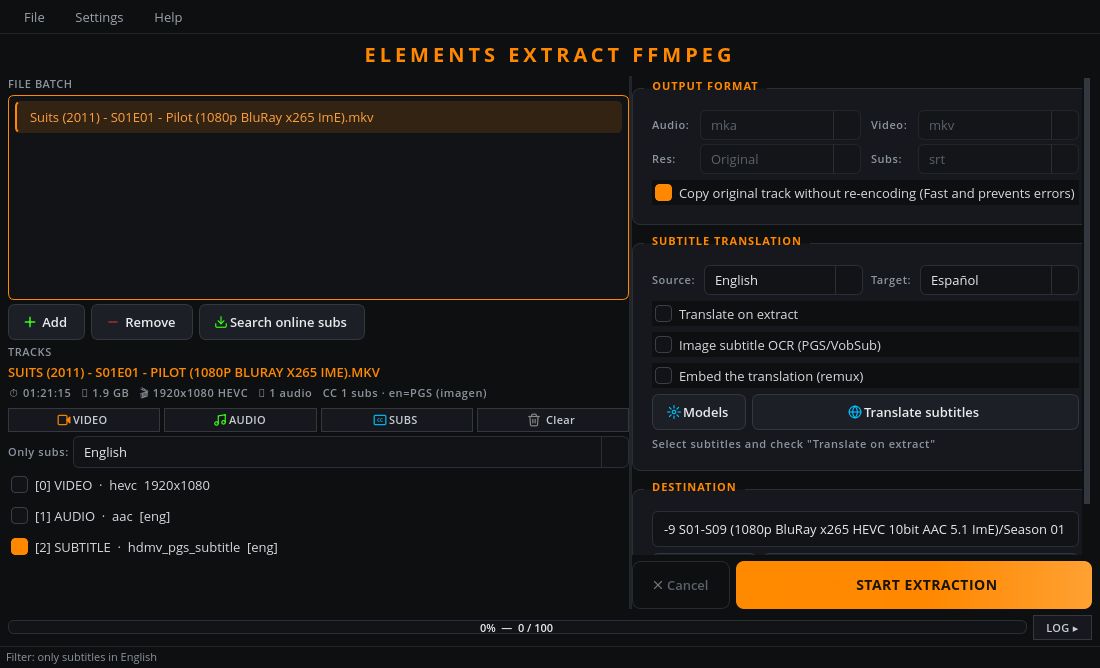 File Settings Help
ELEMENTS EXTRACT FFMPEG
FILE BATCH
Suits (2011) - S01E01 - Pilot (1080p BluRay x265 ImE).mkv
+ Add
− Remove
Search online subs
TRACKS
SUITS (2011) - S01E01 - PILOT (1080P BLURAY X265 IME).MKV
01:21:15 1.9 GB 1920x1080 HEVC 1 audio CC 1 subs · en=PGS (imagen)
VIDEO
AUDIO
SUBS
Clear
Only subs: English
[0] VIDEO · hevc 1920x1080
[1] AUDIO · aac [eng]
[2] SUBTITLE · hdmv_pgs_subtitle [eng]
OUTPUT FORMAT
Audio: mka Video: mkv
Res: Original Subs: srt
Copy original track without re-encoding (Fast and prevents errors)
SUBTITLE TRANSLATION
Source: English Target: Español
Translate on extract
Image subtitle OCR (PGS/VobSub)
Embed the translation (remux)
Models
Translate subtitles
Select subtitles and check "Translate on extract"
DESTINATION
-9 S01-S09 (1080p BluRay x265 HEVC 10bit AAC 5.1 ImE)/Season 01
✕ Cancel
START EXTRACTION
0% — 0 / 100
LOG ▸
Filter: only subtitles in English